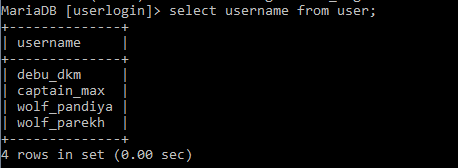 MariaDB [userlogin]> select username from user;
+--------------+
| username     |
+--------------+
| debu_dkm     |
| captain_max  |
| wolf_pandiya |
| wolf_parekh  |
+--------------+
4 rows in set (0.00 sec)